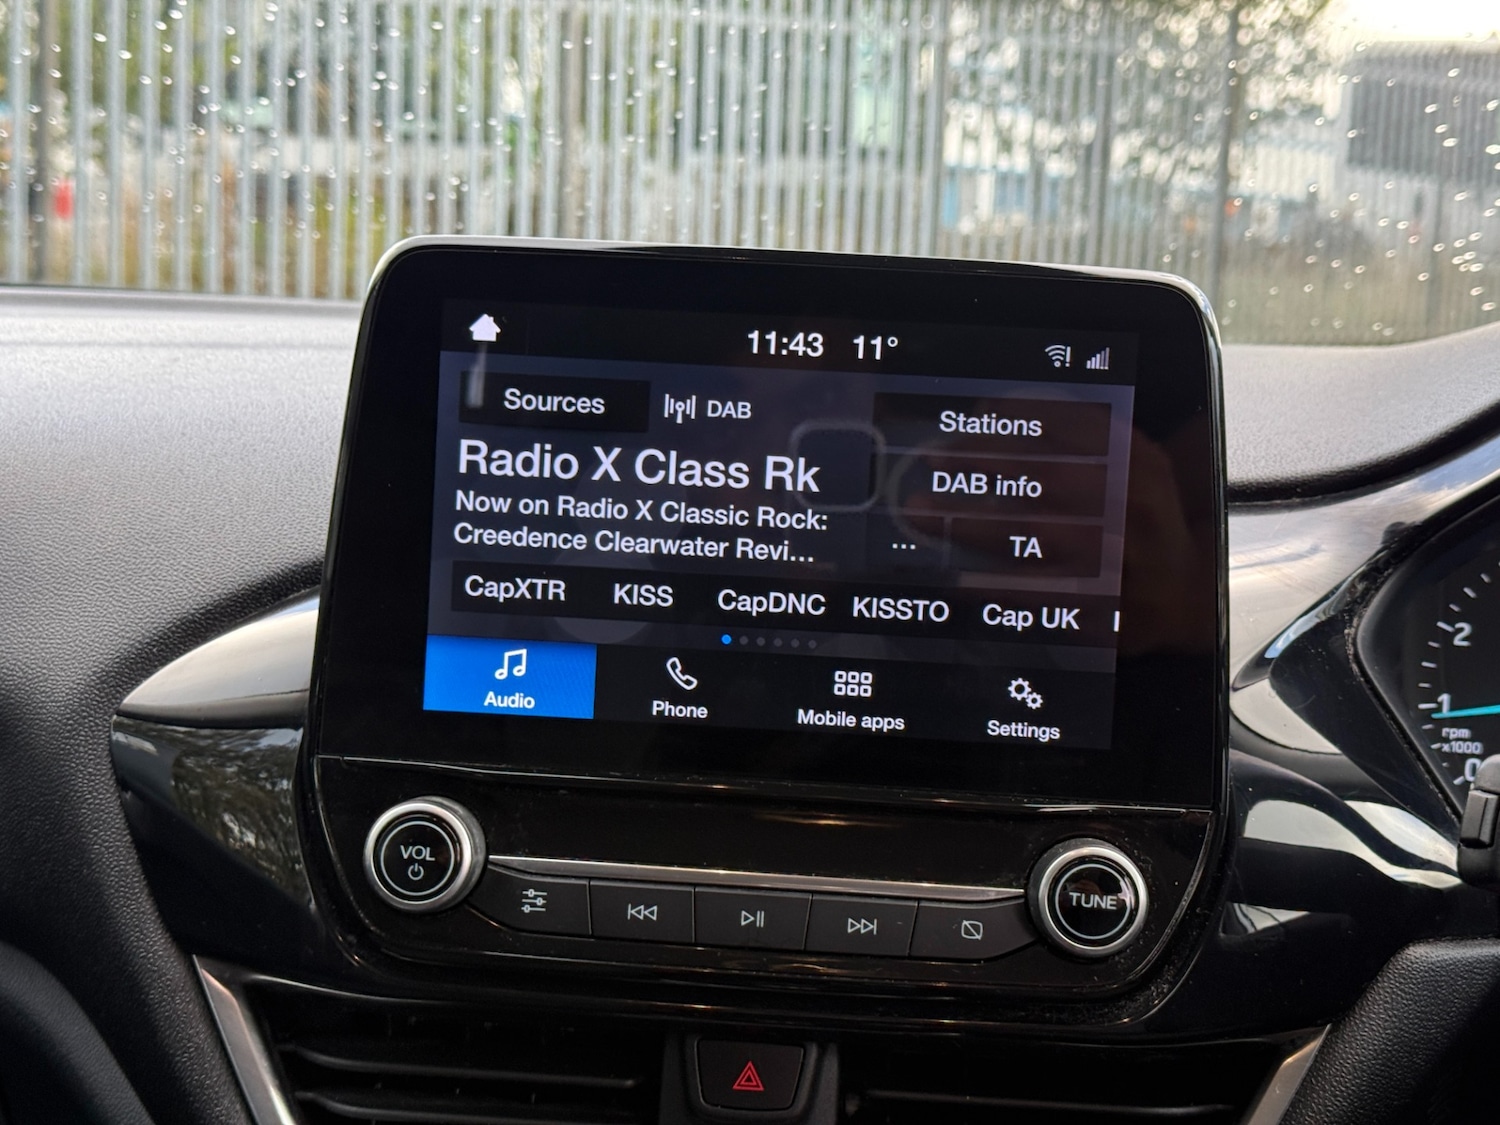 11:43 11°
Sources DAB Stations
Radio X Class Rk
DAB info
Now on Radio X Classic Rock:
Creedence Clearwater Revi...
... TA
CapXTR KISS CapDNC KISSTO Cap UK
Audio Phone Mobile apps Settings
VOL
TUNE
2
1
rpm
x1000
0